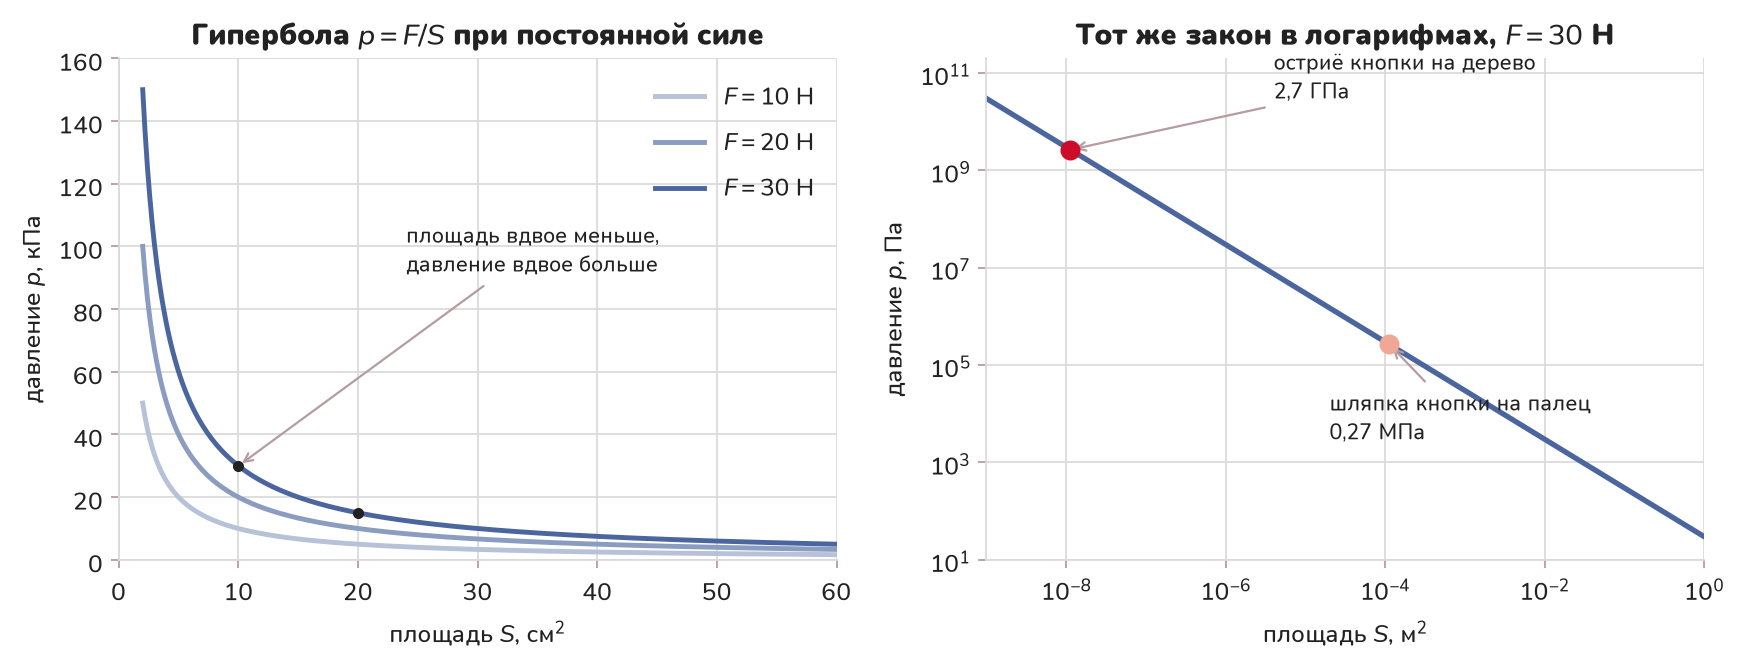 Гипербола p = F/S при постоянной силе
160
140
120
100
80
60
40
20
0
давление p, кПа
F = 10 Н
F = 20 Н
F = 30 Н
площадь вдвое меньше,
давление вдвое больше
0 10 20 30 40 50 60
площадь S, см²
Тот же закон в логарифмах, F = 30 Н
10¹¹
10⁹
10⁷
10⁵
10³
10¹
давление p, Па
остриё кнопки на дерево
2,7 ГПа
шляпка кнопки на палец
0,27 МПа
10⁻⁸ 10⁻⁶ 10⁻⁴ 10⁻² 10⁰
площадь S, м²